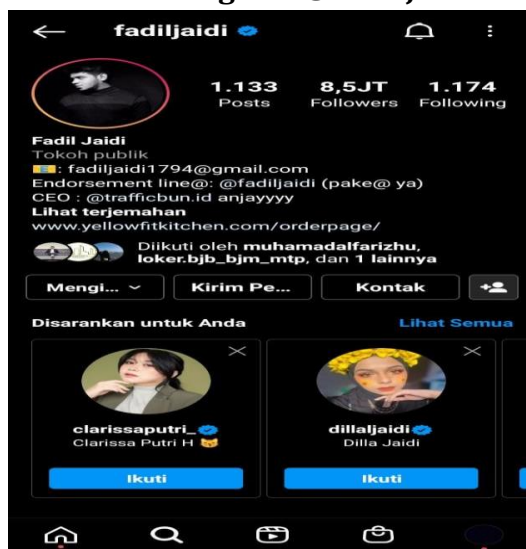 fadiljaidi
1.133 8,5JT 1.174
Posts Followers Following
Fadil Jaidi
Tokoh publik
📧: fadiljaidi1794@gmail.com
Endorsement line@: @fadiljaidi (pake@ ya)
CEO : @trafficbun.id anjayyyy
Lihat terjemahan
www.yellowfitkitchen.com/orderpage/
Diikuti oleh muhamadalfarizhu,
loker.bjb_bjm_mtp, dan 1 lainnya
Mengi... Kirim Pe... Kontak
Disarankan untuk Anda Lihat Semua
clarissaputri_ dillaljaidi
Clarissa Putri H 🐱 Dilla Jaidi
Ikuti Ikuti